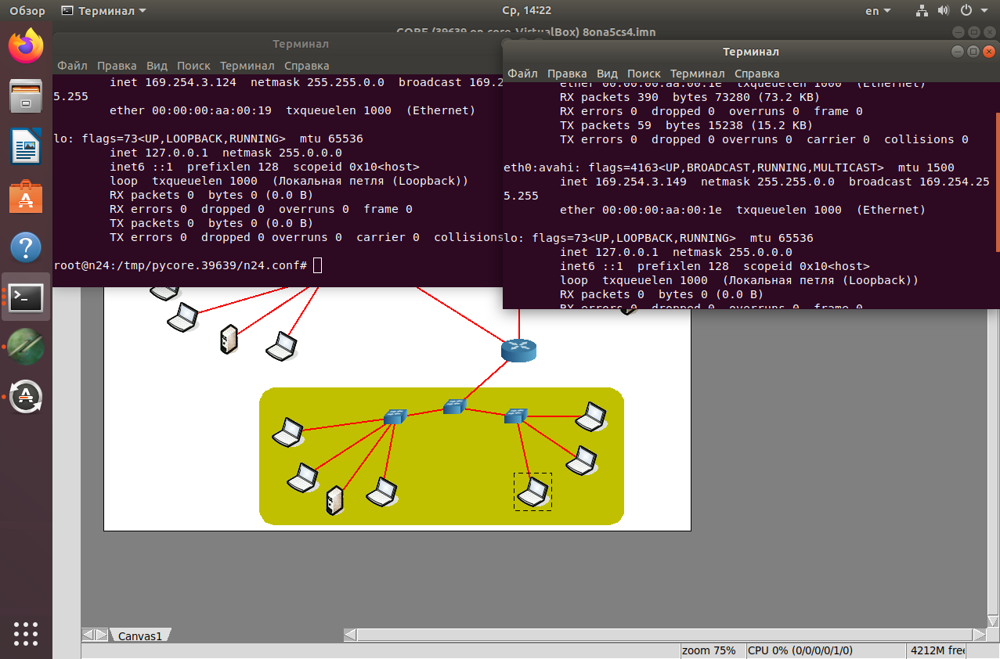 Обзор
Терминал
Ср, 14:22
en
CORE (39639 on core-VirtualBox) 8ona5cs4.imn
Терминал
Файл Правка Вид Поиск Терминал Справка
inet 169.254.3.124 netmask 255.255.0.0 broadcast 169.2
5.255
ether 00:00:00:aa:00:19 txqueuelen 1000 (Ethernet)
lo: flags=73<UP,LOOPBACK,RUNNING> mtu 65536
inet 127.0.0.1 netmask 255.0.0.0
inet6 ::1 prefixlen 128 scopeid 0x10<host>
loop txqueuelen 1000 (Локальная петля (Loopback))
RX packets 0 bytes 0 (0.0 B)
RX errors 0 dropped 0 overruns 0 frame 0
TX packets 0 bytes 0 (0.0 B)
TX errors 0 dropped 0 overruns 0 carrier 0 collisions
root@n24:/tmp/pycore.39639/n24.conf#
Терминал
Файл Правка Вид Поиск Терминал Справка
ether 00:00:00:aa:00:1e txqueuelen 1000 (Ethernet)
RX packets 390 bytes 73280 (73.2 KB)
RX errors 0 dropped 0 overruns 0 frame 0
TX packets 59 bytes 15238 (15.2 KB)
TX errors 0 dropped 0 overruns 0 carrier 0 collisions 0
eth0:avahi: flags=4163<UP,BROADCAST,RUNNING,MULTICAST> mtu 1500
inet 169.254.3.149 netmask 255.255.0.0 broadcast 169.254.25
5.255
ether 00:00:00:aa:00:1e txqueuelen 1000 (Ethernet)
lo: flags=73<UP,LOOPBACK,RUNNING> mtu 65536
inet 127.0.0.1 netmask 255.0.0.0
inet6 ::1 prefixlen 128 scopeid 0x10<host>
loop txqueuelen 1000 (Локальная петля (Loopback))
RX packets 0 bytes 0 (0.0 B)
RX errors 0 dropped 0 overruns 0 frame 0
Canvas1
zoom 75%
CPU 0% (0/0/0/0/1/0)
4212M free